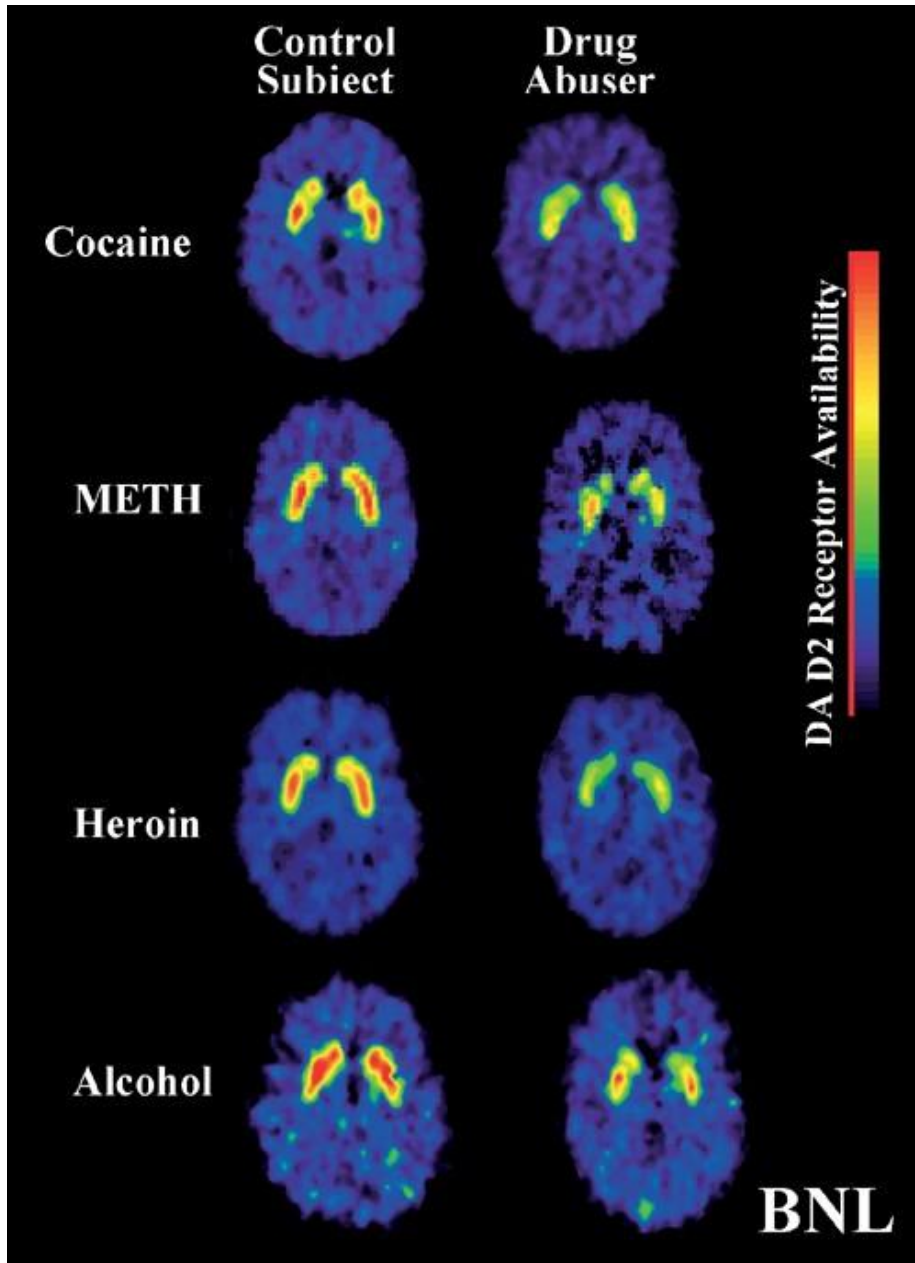 Control
Subiect
Drug
Abuser
Cocaine
METH
Heroin
Alcohol
DA D2 Receptor Availability
BNL